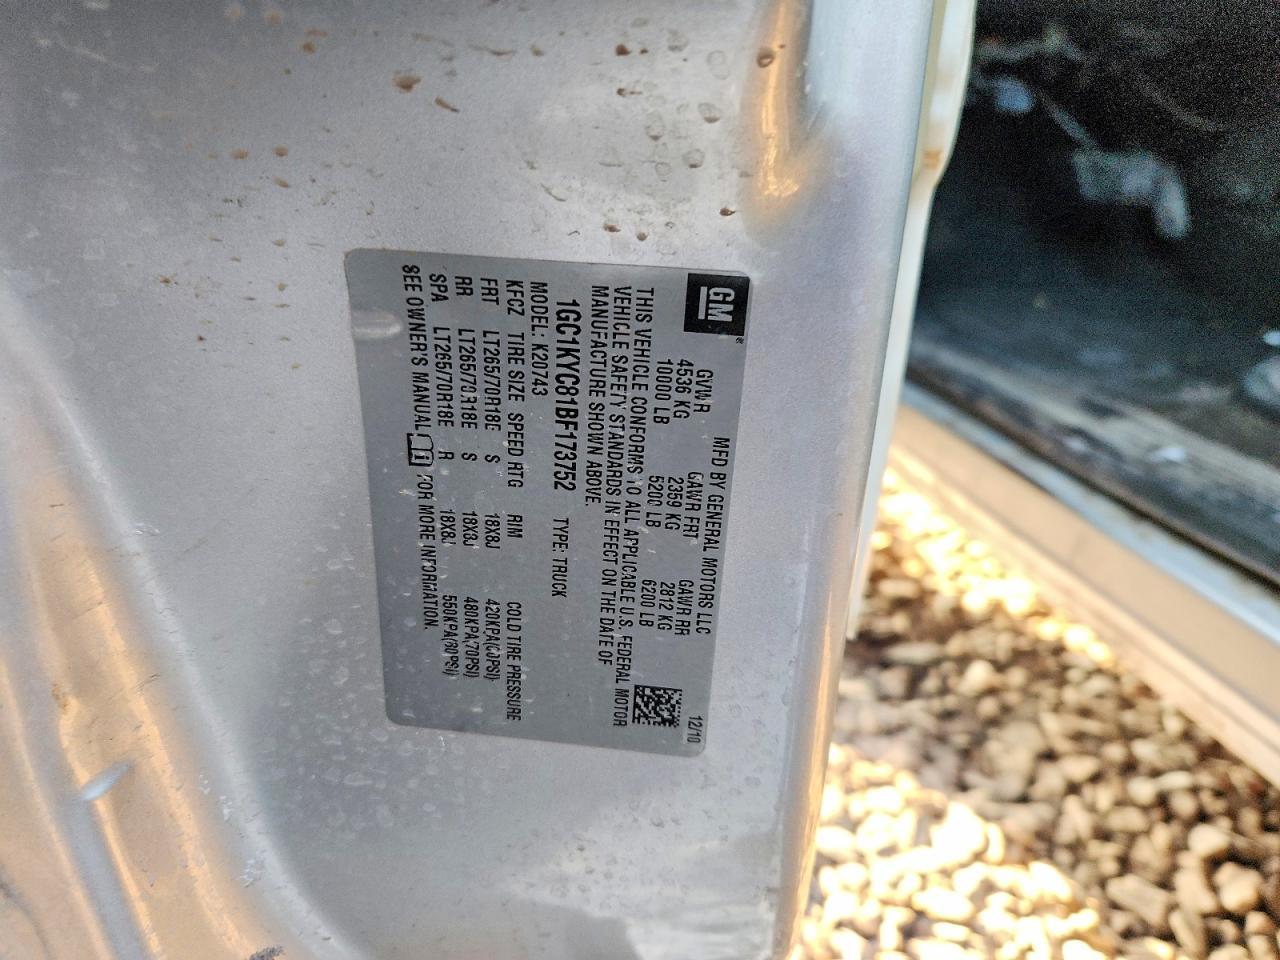 GM
MFD BY GENERAL MOTORS LLC 12/10
GVWR GAWR FRT GAWR RR
4536 KG 2359 KG 2812 KG
10000 LB 5200 LB 6200 LB
THIS VEHICLE CONFORMS TO ALL APPLICABLE U.S. FEDERAL MOTOR
VEHICLE SAFETY STANDARDS IN EFFECT ON THE DATE OF
MANUFACTURE SHOWN ABOVE.
1GC1KYC81BF173752 TYPE: TRUCK
MODEL: K20743
KFCZ TIRE SIZE SPEED RTG RIM COLD TIRE PRESSURE
FRT LT265/70R18E S 18X8J 420KPA(60PSI)
RR LT265/70R18E S 18X8J 480KPA(70PSI)
SPA LT265/70R18E R 18X8J 550KPA(80PSI)
SEE OWNER'S MANUAL FOR MORE INFORMATION.